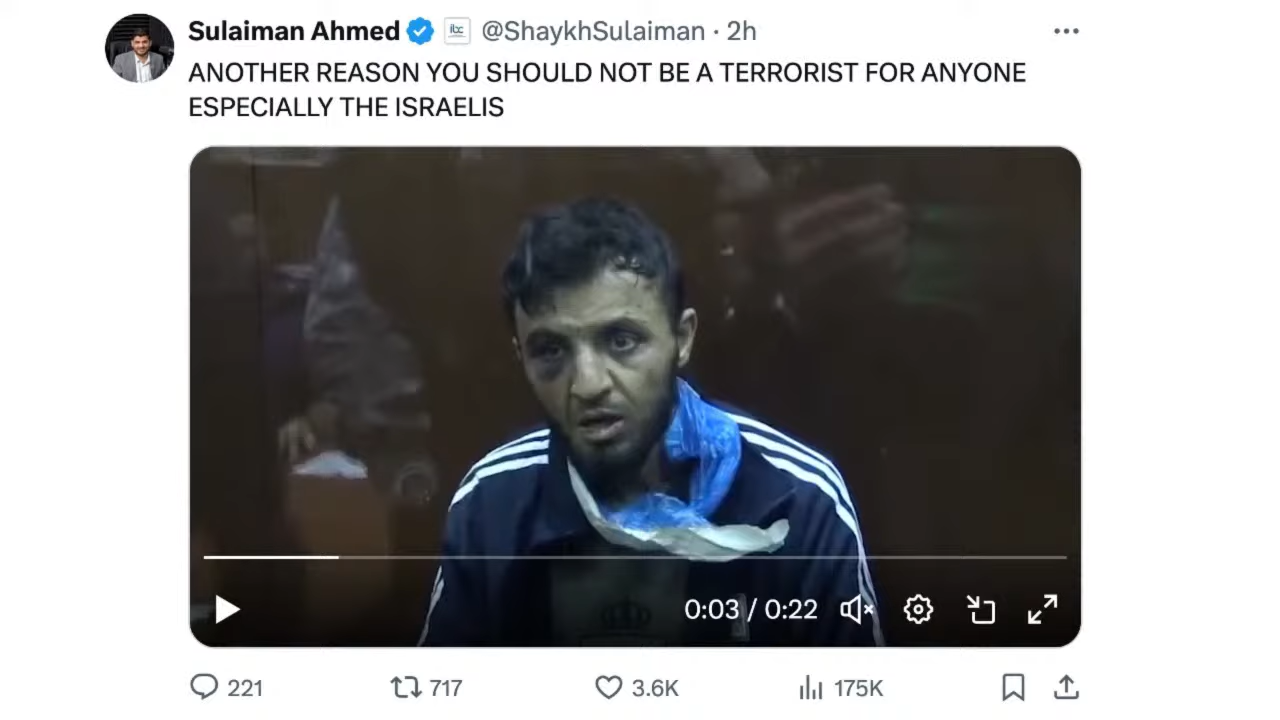 Sulaiman Ahmed @ShaykhSulaiman · 2h
ANOTHER REASON YOU SHOULD NOT BE A TERRORIST FOR ANYONE
ESPECIALLY THE ISRAELIS
0:03 / 0:22
221 717 3.6K 175K